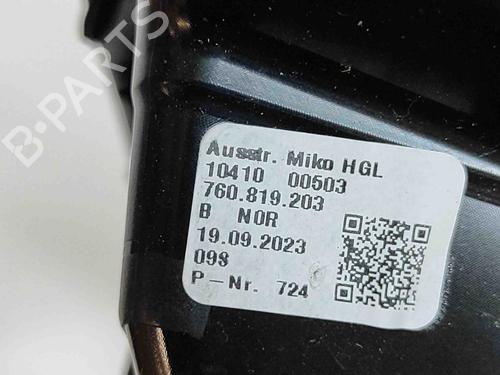 B-PARTS
Ausstr. Miko HGL
10410 00503
760.819.203
B NOR
19.09.2023
098
P-Nr. 724